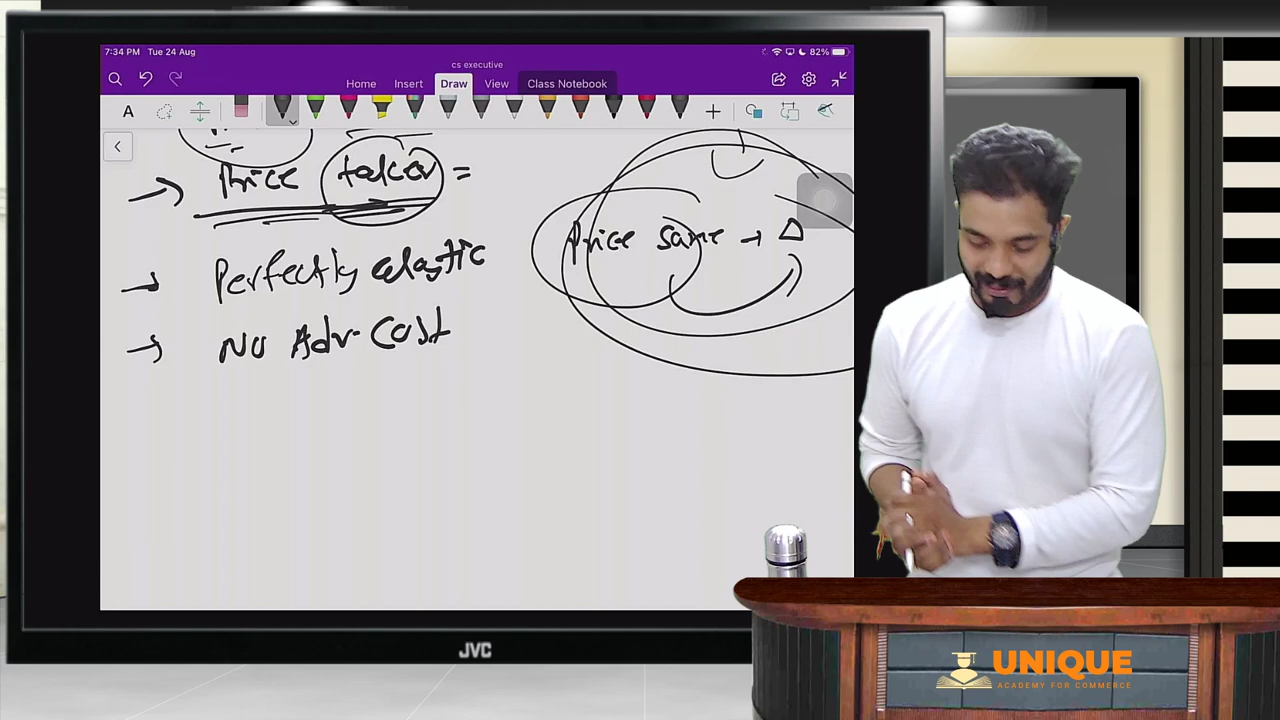 7:34 PM Tue 24 Aug
82%
cs executive
Home Insert Draw View Class Notebook
A
→ Price taker =
Price same → Δ
→ Perfectly elastic
→ No Adv. Cost
JVC
UNIQUE
ACADEMY FOR COMMERCE